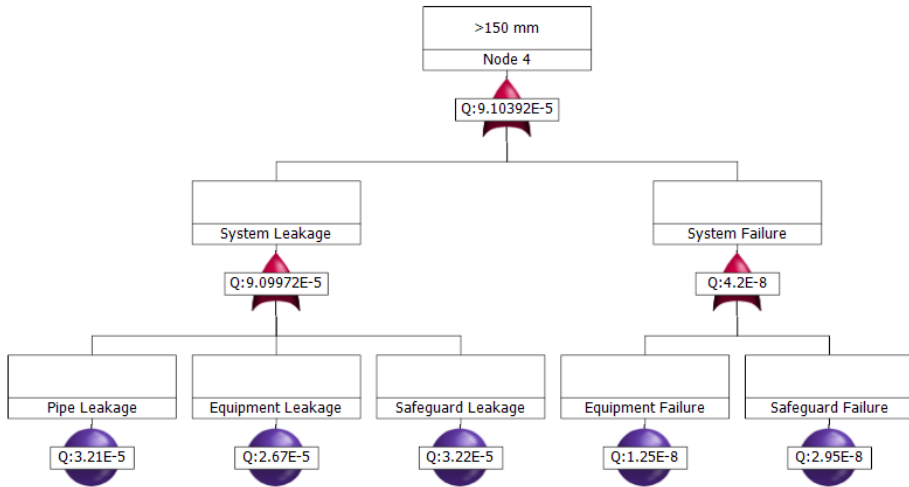 >150 mm
Node 4
Q:9.10392E-5
System Leakage
System Failure
Q:9.09972E-5
Q:4.2E-8
Pipe Leakage
Equipment Leakage
Safeguard Leakage
Equipment Failure
Safeguard Failure
Q:3.21E-5
Q:2.67E-5
Q:3.22E-5
Q:1.25E-8
Q:2.95E-8